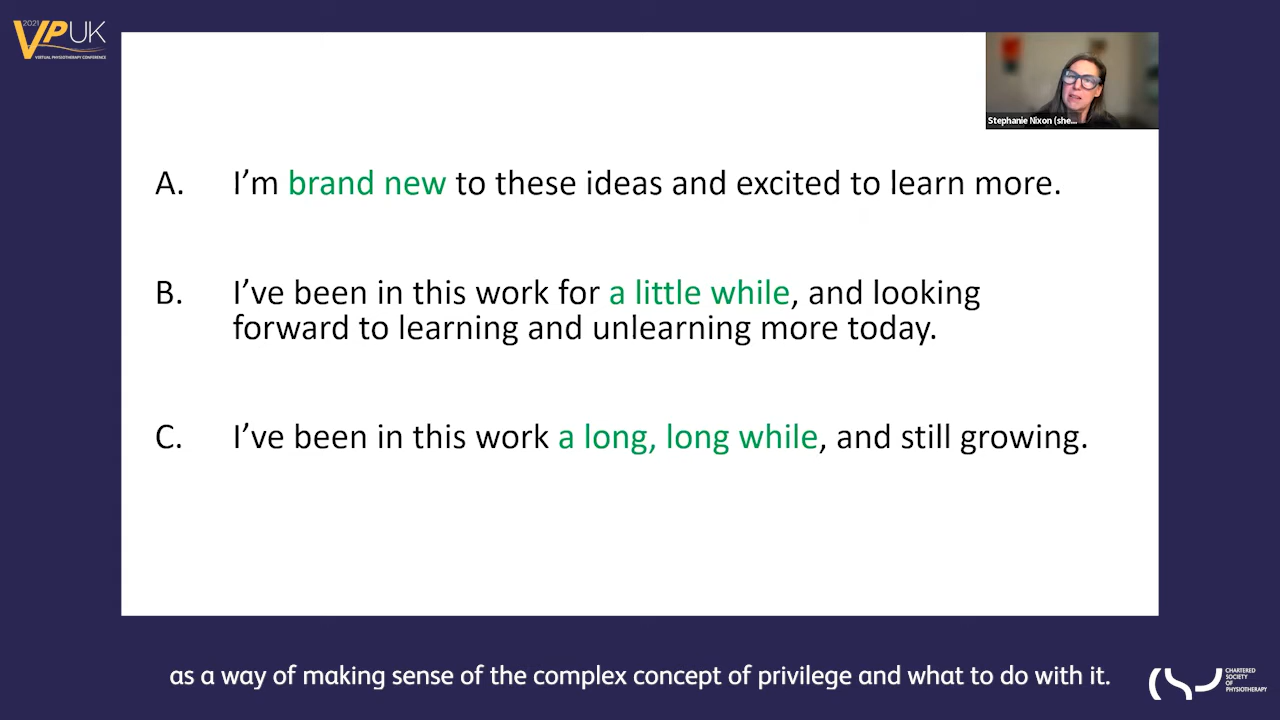 2021
VPUK
VIRTUAL PHYSIOTHERAPY CONFERENCE
Stephanie Nixon (she...
A. I'm brand new to these ideas and excited to learn more.
B. I've been in this work for a little while, and looking
forward to learning and unlearning more today.
C. I've been in this work a long, long while, and still growing.
as a way of making sense of the complex concept of privilege and what to do with it.
CHARTERED
SOCIETY
OF
PHYSIOTHERAPY